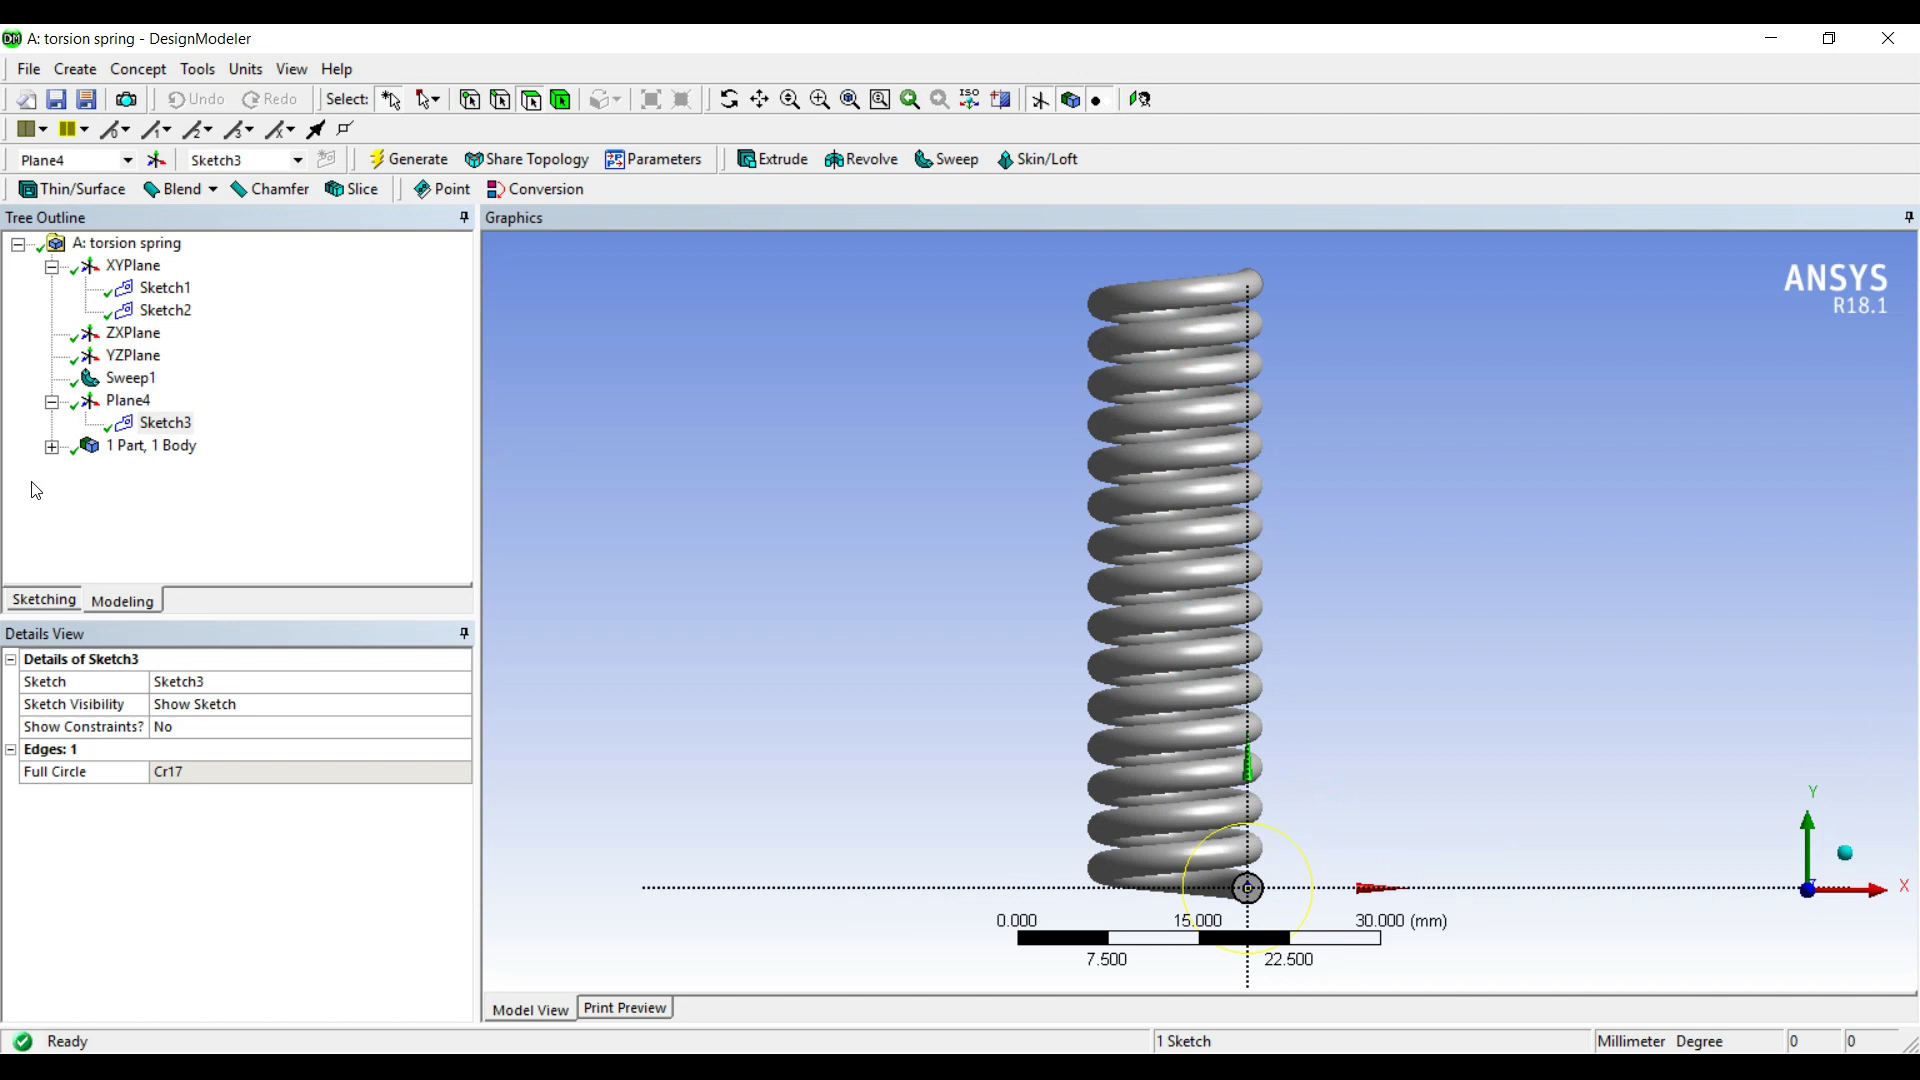 A: torsion spring - DesignModeler
File Create Concept Tools Units View Help
Undo Redo Select: ISO
Plane4 Sketch3 Generate Share Topology Parameters Extrude Revolve Sweep Skin/Loft
Thin/Surface Blend Chamfer Slice Point Conversion
Tree Outline
A: torsion spring
XYPlane
Sketch1
Sketch2
ZXPlane
YZPlane
Sweep1
Plane4
Sketch3
1 Part, 1 Body
Sketching Modeling
Details View
Details of Sketch3
Sketch Sketch3
Sketch Visibility Show Sketch
Show Constraints? No
Edges: 1
Full Circle Cr17
Graphics
ANSYS
R18.1
0.000 15.000 30.000 (mm)
7.500 22.500
Y
X
Model View Print Preview
Ready 1 Sketch Millimeter Degree 0 0